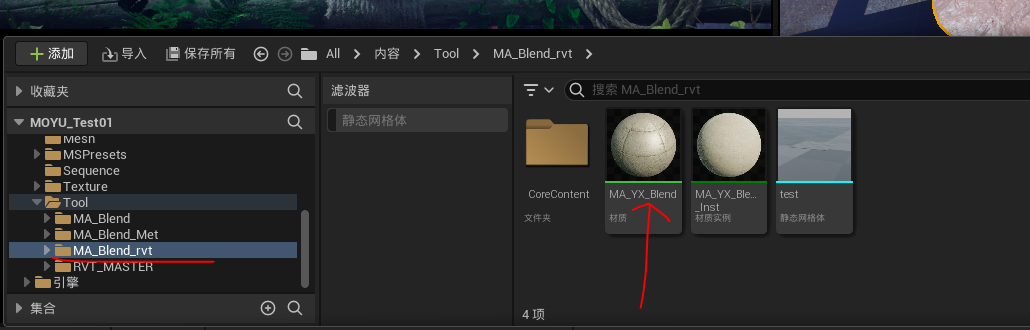 添加
导入
保存所有
All
内容
Tool
MA_Blend_rvt
收藏夹
MOYU_Test01
Mesh
MSPresets
Sequence
Texture
Tool
MA_Blend
MA_Blend_Met
MA_Blend_rvt
RVT_MASTER
引擎
集合
滤波器
静态网格体
搜索 MA_Blend_rvt
CoreContent
文件夹
MA_YX_Blend
材质
MA_YX_Ble...
_Inst
材质实例
test
静态网格体
4 项